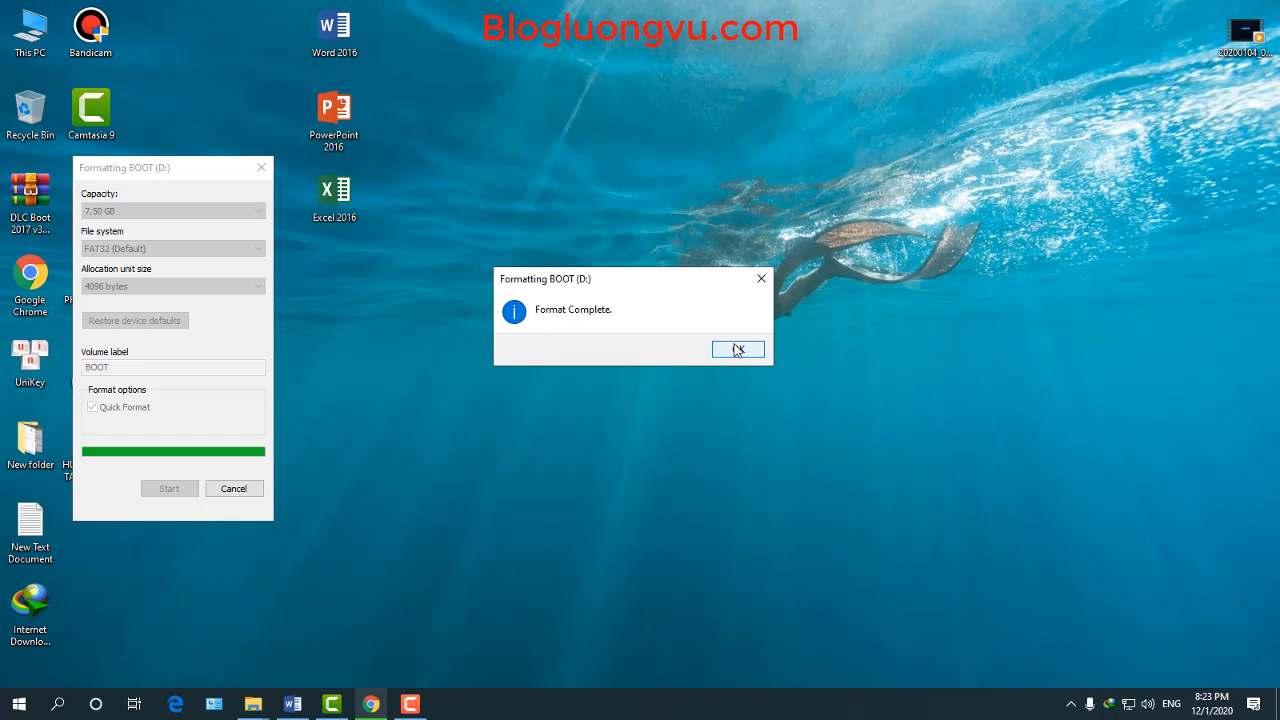 Blogluongvu.com
This PC
Bandicam
Word 2016
20200104_0...
Recycle Bin
Camtasia 9
PowerPoint
2016
DLC Boot
2017 v3...
Excel 2016
Google
Chrome
UniKey
New folder
New Text
Document
Internet
Downlo...
Formatting BOOT (D:)
Capacity:
7.50 GB
File system
FAT32 (Default)
Allocation unit size
4096 bytes
Restore device defaults
Volume label
BOOT
Format options
Quick Format
Start
Cancel
Formatting BOOT (D:)
Format Complete.
ENG
8:23 PM
12/1/2020